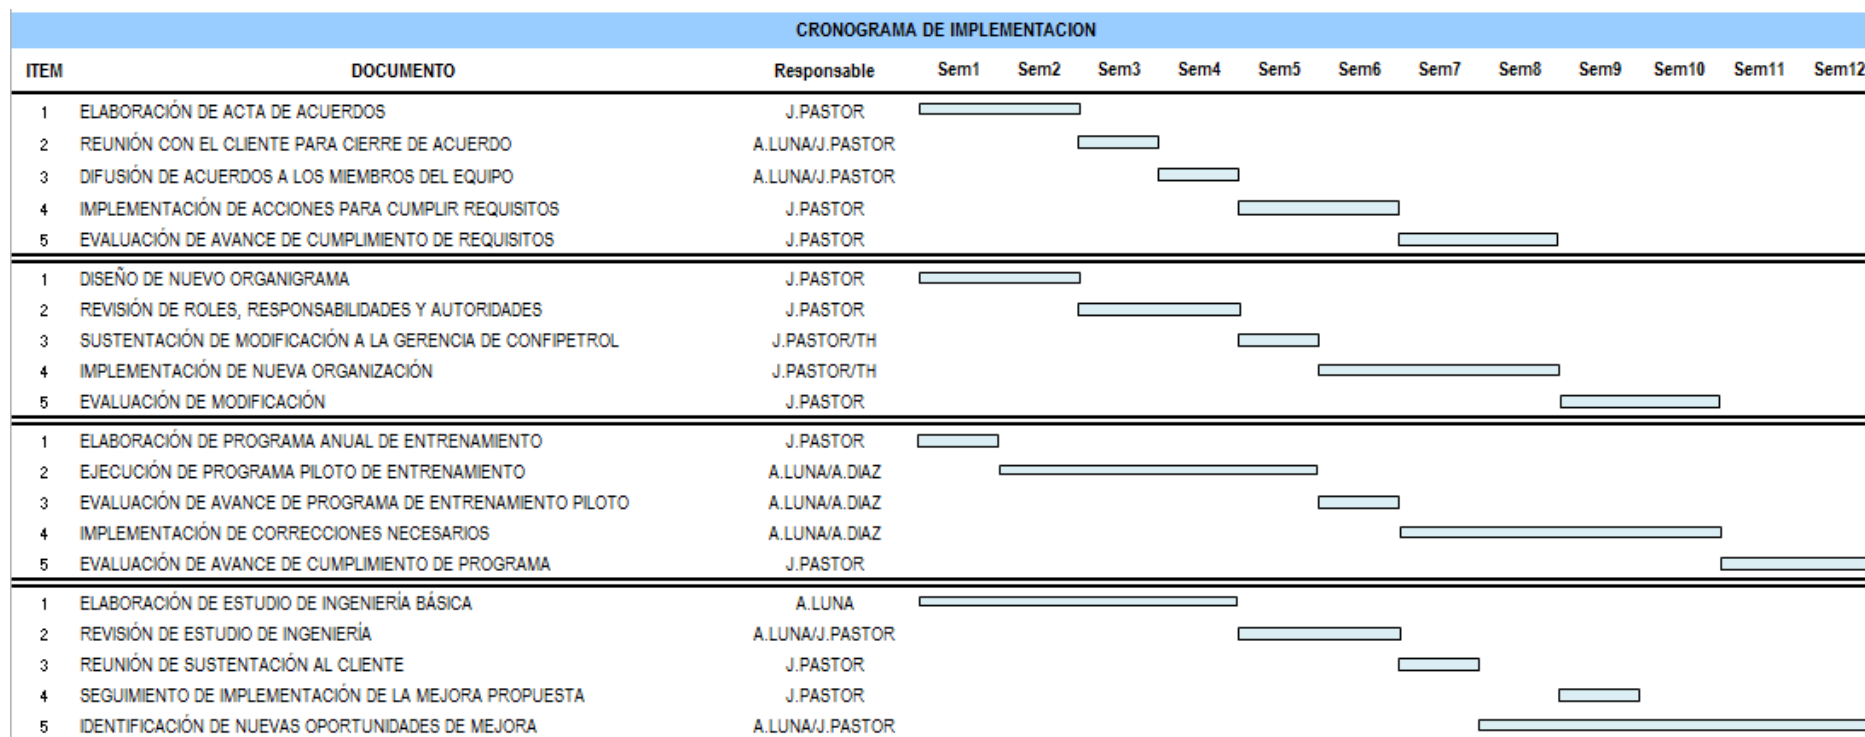 CRONOGRAMA DE IMPLEMENTACION
ITEM DOCUMENTO Responsable Sem1 Sem2 Sem3 Sem4 Sem5 Sem6 Sem7 Sem8 Sem9 Sem10 Sem11 Sem12
1 ELABORACIÓN DE ACTA DE ACUERDOS J.PASTOR
2 REUNIÓN CON EL CLIENTE PARA CIERRE DE ACUERDO A.LUNA/J.PASTOR
3 DIFUSIÓN DE ACUERDOS A LOS MIEMBROS DEL EQUIPO A.LUNA/J.PASTOR
4 IMPLEMENTACIÓN DE ACCIONES PARA CUMPLIR REQUISITOS J.PASTOR
5 EVALUACIÓN DE AVANCE DE CUMPLIMIENTO DE REQUISITOS J.PASTOR
1 DISEÑO DE NUEVO ORGANIGRAMA J.PASTOR
2 REVISIÓN DE ROLES, RESPONSABILIDADES Y AUTORIDADES J.PASTOR
3 SUSTENTACIÓN DE MODIFICACIÓN A LA GERENCIA DE CONFIPETROL J.PASTOR/TH
4 IMPLEMENTACIÓN DE NUEVA ORGANIZACIÓN J.PASTOR/TH
5 EVALUACIÓN DE MODIFICACIÓN J.PASTOR
1 ELABORACIÓN DE PROGRAMA ANUAL DE ENTRENAMIENTO J.PASTOR
2 EJECUCIÓN DE PROGRAMA PILOTO DE ENTRENAMIENTO A.LUNA/A.DIAZ
3 EVALUACIÓN DE AVANCE DE PROGRAMA DE ENTRENAMIENTO PILOTO A.LUNA/A.DIAZ
4 IMPLEMENTACIÓN DE CORRECCIONES NECESARIOS A.LUNA/A.DIAZ
5 EVALUACIÓN DE AVANCE DE CUMPLIMIENTO DE PROGRAMA J.PASTOR
1 ELABORACIÓN DE ESTUDIO DE INGENIERÍA BÁSICA A.LUNA
2 REVISIÓN DE ESTUDIO DE INGENIERÍA A.LUNA/J.PASTOR
3 REUNIÓN DE SUSTENTACIÓN AL CLIENTE J.PASTOR
4 SEGUIMIENTO DE IMPLEMENTACIÓN DE LA MEJORA PROPUESTA J.PASTOR
5 IDENTIFICACIÓN DE NUEVAS OPORTUNIDADES DE MEJORA A.LUNA/J.PASTOR